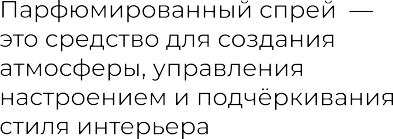 Парфюмированный спрей —
это средство для создания
атмосферы, управления
настроением и подчёркивания
стиля интерьера